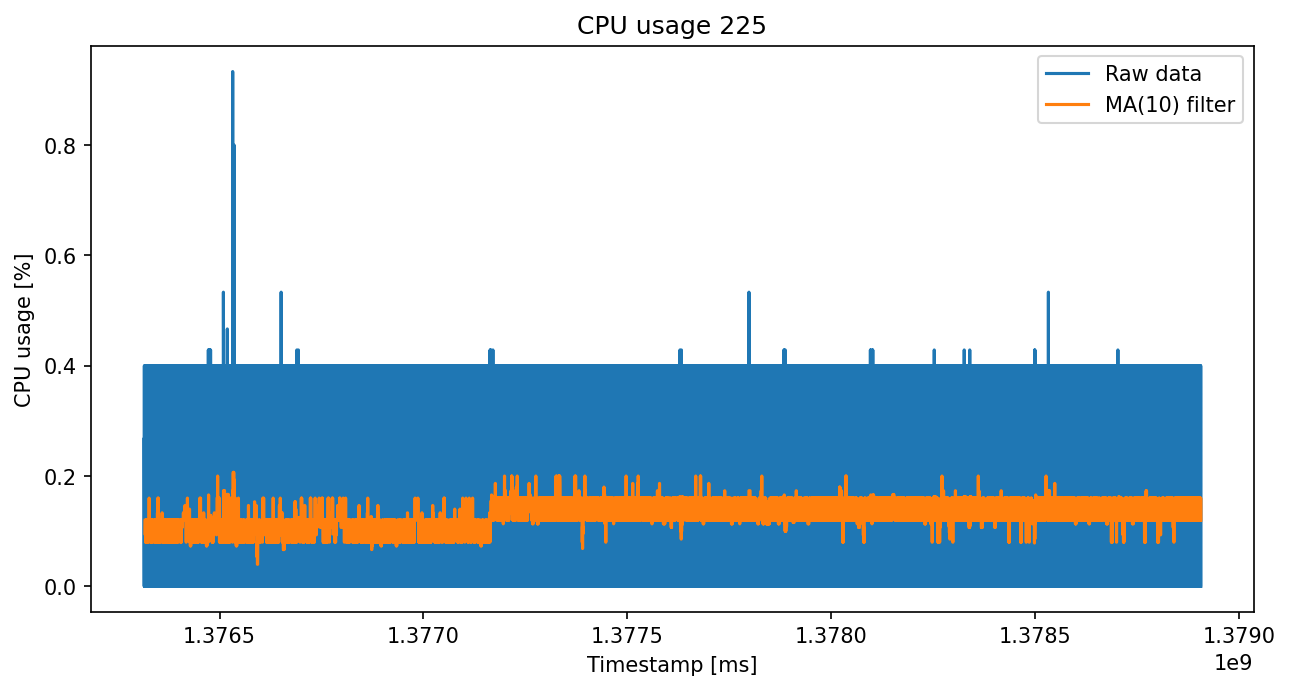 CPU usage 225
Raw data
MA(10) filter
CPU usage [%]
0.8
0.6
0.4
0.2
0.0
1.3765 1.3770 1.3775 1.3780 1.3785 1.3790
1e9
Timestamp [ms]